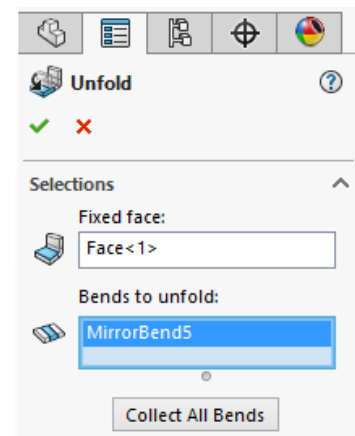 Unfold
Selections
Fixed face:
Face<1>
Bends to unfold:
MirrorBend5
Collect All Bends